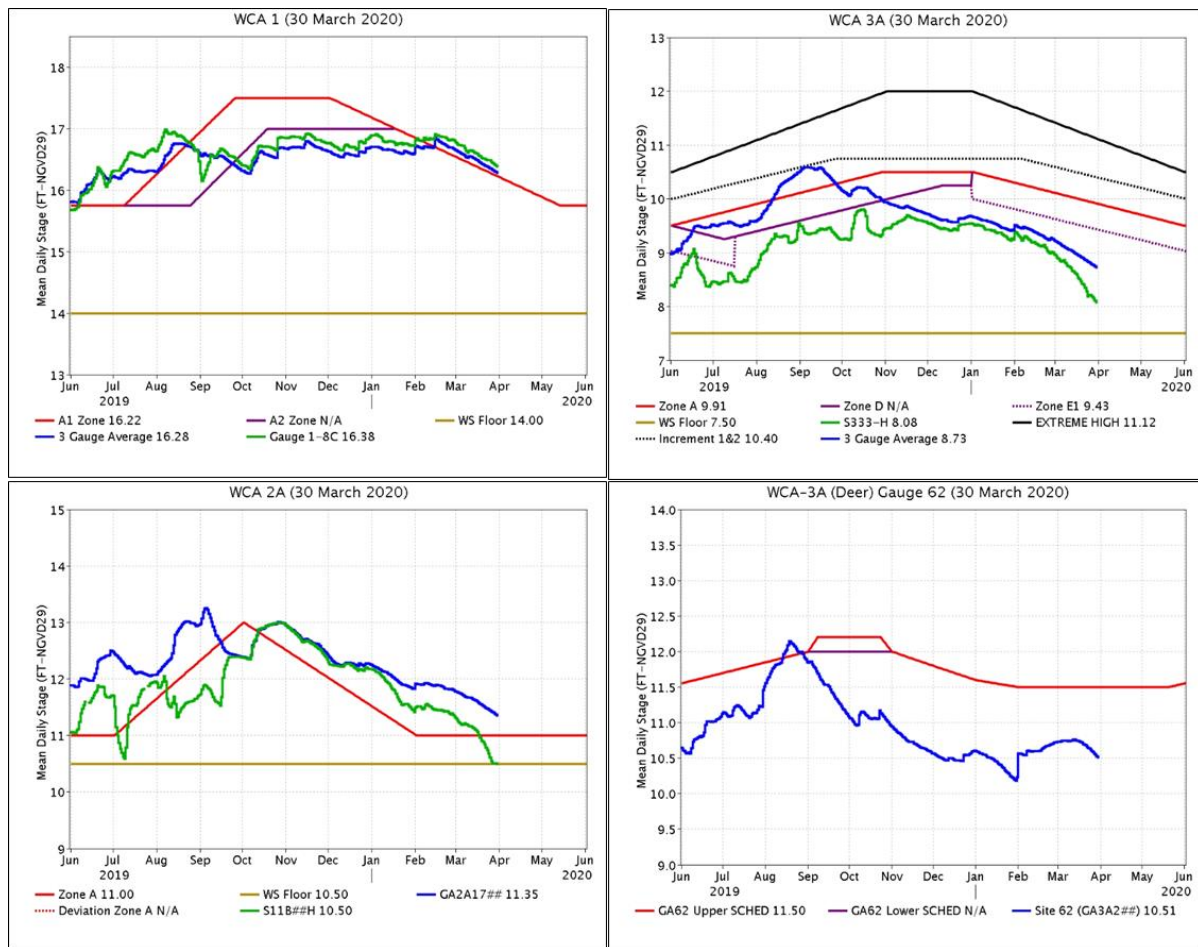 WCA 1 (30 March 2020)
Mean Daily Stage (FT-NGVD29)
18
17
16
15
14
13
Jun Jul Aug Sep Oct Nov Dec Jan Feb Mar Apr May Jun
2019 | 2020
A1 Zone 16.22 A2 Zone N/A WS Floor 14.00
3 Gauge Average 16.28 Gauge 1-8C 16.38
WCA 3A (30 March 2020)
Mean Daily Stage (FT-NGVD29)
13
12
11
10
9
8
7
Jun Jul Aug Sep Oct Nov Dec Jan Feb Mar Apr May Jun
2019 | 2020
Zone A 9.91 Zone D N/A Zone E1 9.43
WS Floor 7.50 S333-H 8.08 EXTREME HIGH 11.12
Increment 1&2 10.40 3 Gauge Average 8.73
WCA 2A (30 March 2020)
Mean Daily Stage (FT-NGVD29)
15
14
13
12
11
10
9
Jun Jul Aug Sep Oct Nov Dec Jan Feb Mar Apr May Jun
2019 | 2020
Zone A 11.00 WS Floor 10.50 GA2A17## 11.35
Deviation Zone A N/A S11B##H 10.50
WCA-3A (Deer) Gauge 62 (30 March 2020)
Mean Daily Stage (FT-NGVD29)
14.0
13.5
13.0
12.5
12.0
11.5
11.0
10.5
10.0
9.5
9.0
Jun Jul Aug Sep Oct Nov Dec Jan Feb Mar Apr May Jun
2019 | 2020
GA62 Upper SCHED 11.50 GA62 Lower SCHED N/A Site 62 (GA3A2##) 10.51